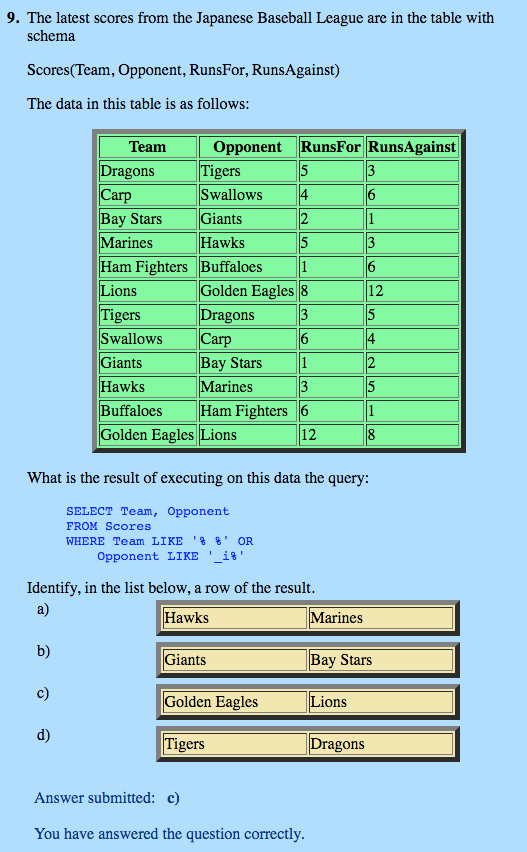 9. The latest scores from the Japanese Baseball League are in the table with
schema
Scores(Team, Opponent, RunsFor, RunsAgainst)
The data in this table is as follows:
Team Opponent RunsFor RunsAgainst
Dragons Tigers 5 3
Carp Swallows 4 6
Bay Stars Giants 2 1
Marines Hawks 5 3
Ham Fighters Buffaloes 1 6
Lions Golden Eagles 8 12
Tigers Dragons 3 5
Swallows Carp 6 4
Giants Bay Stars 1 2
Hawks Marines 3 5
Buffaloes Ham Fighters 6 1
Golden Eagles Lions 12 8
What is the result of executing on this data the query:
SELECT Team, Opponent
FROM Scores
WHERE Team LIKE '% %' OR
Opponent LIKE '_i%'
Identify, in the list below, a row of the result.
a) Hawks Marines
b) Giants Bay Stars
c) Golden Eagles Lions
d) Tigers Dragons
Answer submitted: c)
You have answered the question correctly.